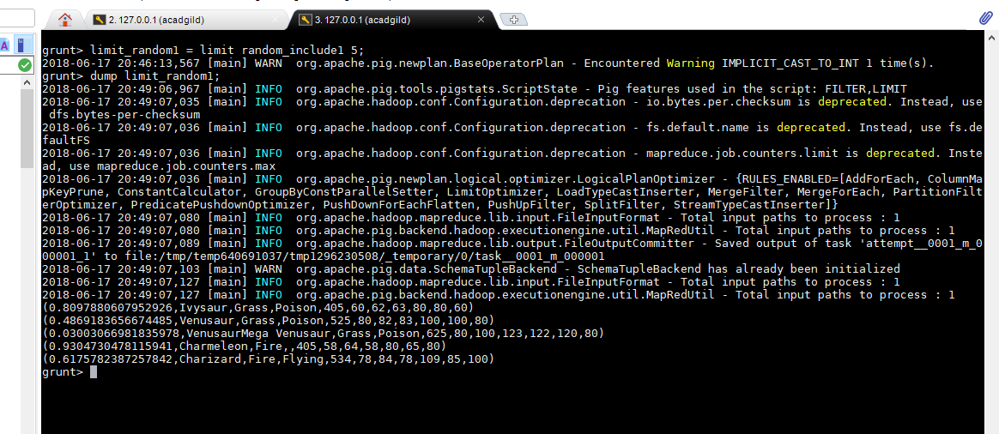 2. 127.0.0.1 (acadgild)
3. 127.0.0.1 (acadgild)
A
grunt> limit_random1 = limit random_include1 5;
2018-06-17 20:46:13,567 [main] WARN  org.apache.pig.newplan.BaseOperatorPlan - Encountered Warning IMPLICIT_CAST_TO_INT 1 time(s).
grunt> dump limit_random1;
2018-06-17 20:49:06,967 [main] INFO  org.apache.pig.tools.pigstats.ScriptState - Pig features used in the script: FILTER,LIMIT
2018-06-17 20:49:07,035 [main] INFO  org.apache.hadoop.conf.Configuration.deprecation - io.bytes.per.checksum is deprecated. Instead, use
 dfs.bytes-per-checksum
2018-06-17 20:49:07,036 [main] INFO  org.apache.hadoop.conf.Configuration.deprecation - fs.default.name is deprecated. Instead, use fs.de
faultFS
2018-06-17 20:49:07,036 [main] INFO  org.apache.hadoop.conf.Configuration.deprecation - mapreduce.job.counters.limit is deprecated. Inste
ad, use mapreduce.job.counters.max
2018-06-17 20:49:07,036 [main] INFO  org.apache.pig.newplan.logical.optimizer.LogicalPlanOptimizer - {RULES_ENABLED=[AddForEach, ColumnMa
pKeyPrune, ConstantCalculator, GroupByConstParallelSetter, LimitOptimizer, LoadTypeCastInserter, MergeFilter, MergeForEach, PartitionFilt
erOptimizer, PredicatePushdownOptimizer, PushDownForEachFlatten, PushUpFilter, SplitFilter, StreamTypeCastInserter]}
2018-06-17 20:49:07,080 [main] INFO  org.apache.hadoop.mapreduce.lib.input.FileInputFormat - Total input paths to process : 1
2018-06-17 20:49:07,080 [main] INFO  org.apache.pig.backend.hadoop.executionengine.util.MapRedUtil - Total input paths to process : 1
2018-06-17 20:49:07,089 [main] INFO  org.apache.hadoop.mapreduce.lib.output.FileOutputCommitter - Saved output of task 'attempt__0001_m_0
00001_1' to file:/tmp/temp640691037/tmp1296230508/_temporary/0/task__0001_m_000001
2018-06-17 20:49:07,103 [main] WARN  org.apache.pig.data.SchemaTupleBackend - SchemaTupleBackend has already been initialized
2018-06-17 20:49:07,127 [main] INFO  org.apache.hadoop.mapreduce.lib.input.FileInputFormat - Total input paths to process : 1
2018-06-17 20:49:07,127 [main] INFO  org.apache.pig.backend.hadoop.executionengine.util.MapRedUtil - Total input paths to process : 1
(0.8097880607952926,Ivysaur,Grass,Poison,405,60,62,63,80,80,60)
(0.4869183656674485,Venusaur,Grass,Poison,525,80,82,83,100,100,80)
(0.03003066981835978,VenusaurMega Venusaur,Grass,Poison,625,80,100,123,122,120,80)
(0.9304730478115941,Charmeleon,Fire,,405,58,64,58,80,65,80)
(0.6175782387257842,Charizard,Fire,Flying,534,78,84,78,109,85,100)
grunt>